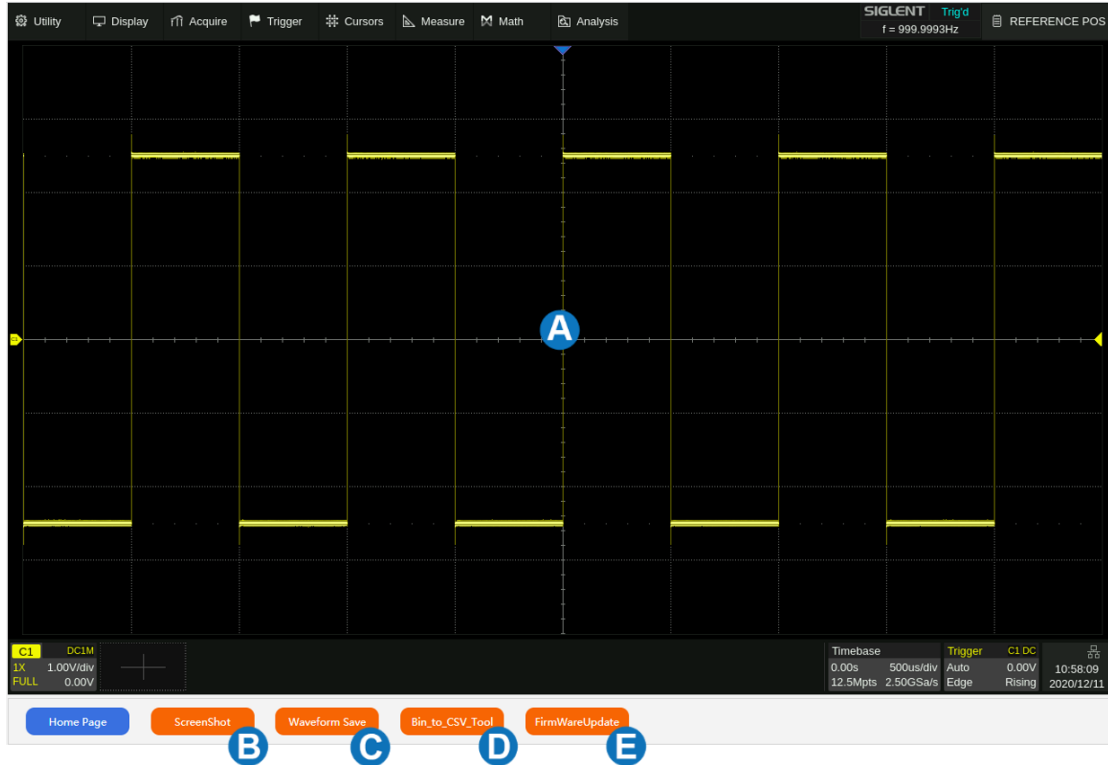 Utility Display Acquire Trigger Cursors Measure Math Analysis SIGLENT Trig'd REFERENCE POS
f = 999.9993Hz
A
C1 DC1M
1X 1.00V/div
FULL 0.00V
Timebase
0.00s 500us/div
12.5Mpts 2.50GSa/s
Trigger C1 DC
Auto 0.00V
Edge Rising
10:58:09
2020/12/11
Home Page ScreenShot Waveform Save Bin_to_CSV_Tool FirmWareUpdate
B C D E